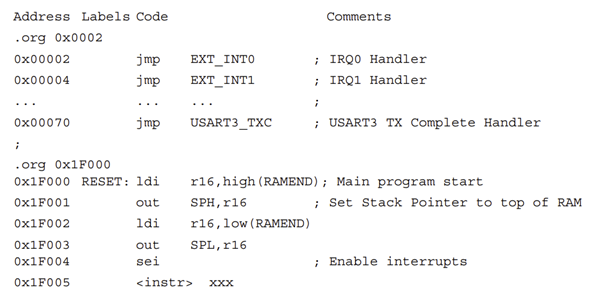 Address Labels Code Comments
.org 0x0002
0x00002 jmp EXT_INT0 ; IRQ0 Handler
0x00004 jmp EXT_INT1 ; IRQ1 Handler
... ... ... ;
0x00070 jmp USART3_TXC ; USART3 TX Complete Handler
;
.org 0x1F000
0x1F000 RESET: ldi r16,high(RAMEND); Main program start
0x1F001 out SPH,r16 ; Set Stack Pointer to top of RAM
0x1F002 ldi r16,low(RAMEND)
0x1F003 out SPL,r16
0x1F004 sei ; Enable interrupts
0x1F005 <instr> xxx